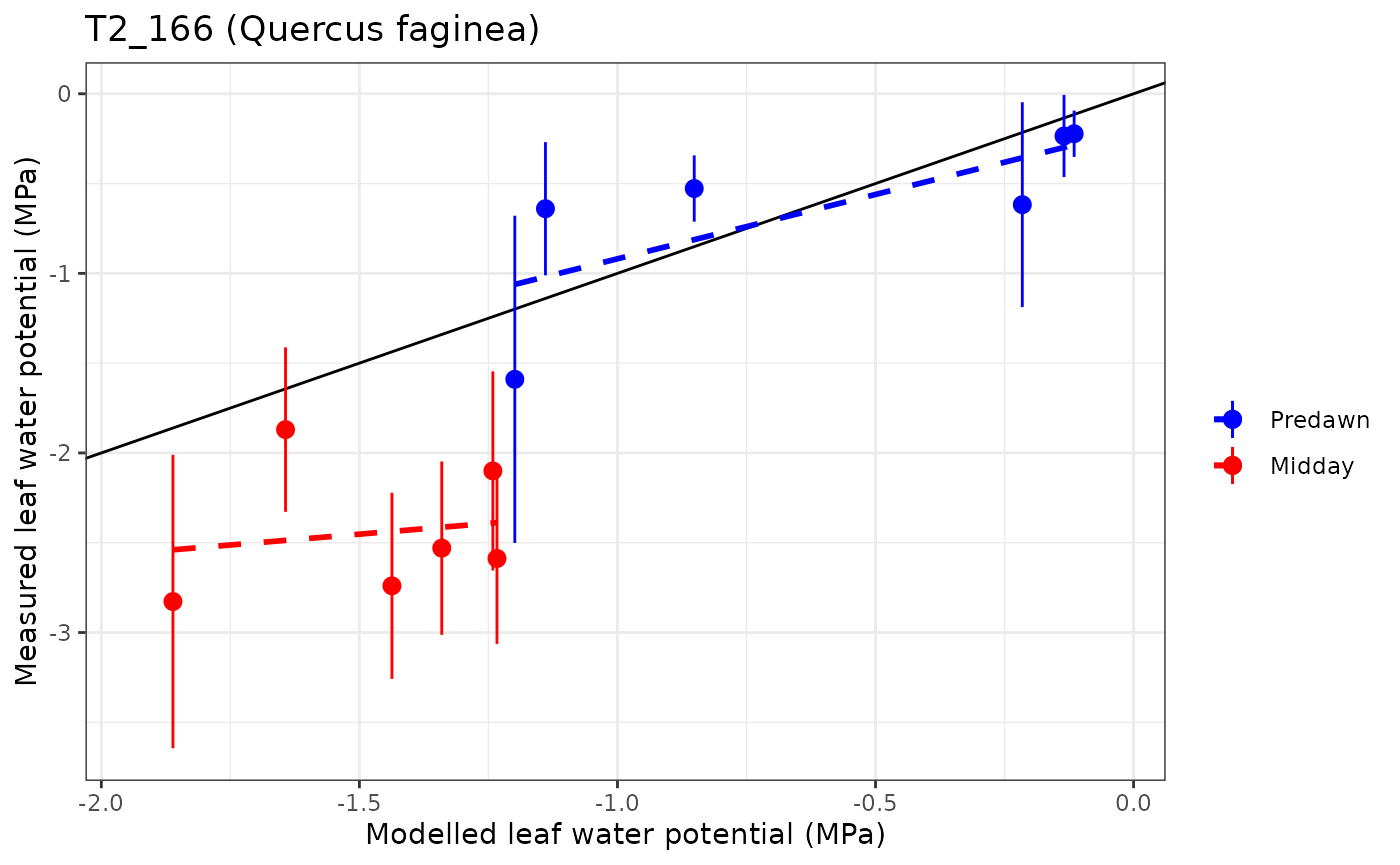 T2_166 (Quercus faginea)
Measured leaf water potential (MPa)
0
-1
-2
-3
-2.0
-1.5
-1.0
-0.5
0.0
Modelled leaf water potential (MPa)
Predawn
Midday